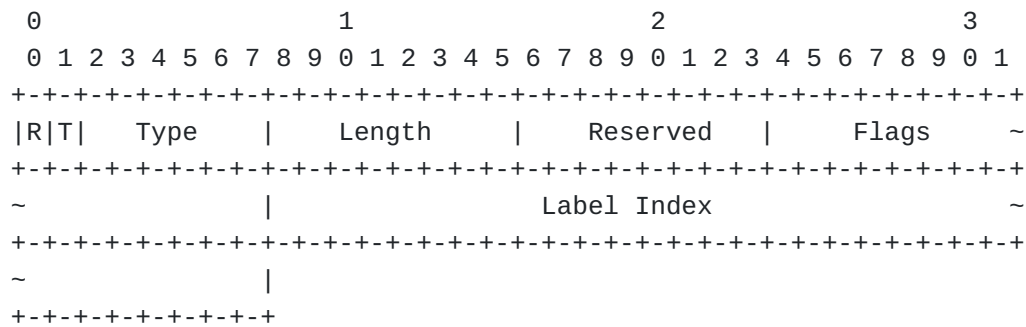 0                   1                   2                   3
 0 1 2 3 4 5 6 7 8 9 0 1 2 3 4 5 6 7 8 9 0 1 2 3 4 5 6 7 8 9 0 1
+-+-+-+-+-+-+-+-+-+-+-+-+-+-+-+-+-+-+-+-+-+-+-+-+-+-+-+-+-+-+-+-+
|R|T|   Type    |    Length     |    Reserved   |     Flags     ~
+-+-+-+-+-+-+-+-+-+-+-+-+-+-+-+-+-+-+-+-+-+-+-+-+-+-+-+-+-+-+-+-+
~               |                 Label Index                   ~
+-+-+-+-+-+-+-+-+-+-+-+-+-+-+-+-+-+-+-+-+-+-+-+-+-+-+-+-+-+-+-+-+
~               |
+-+-+-+-+-+-+-+-+